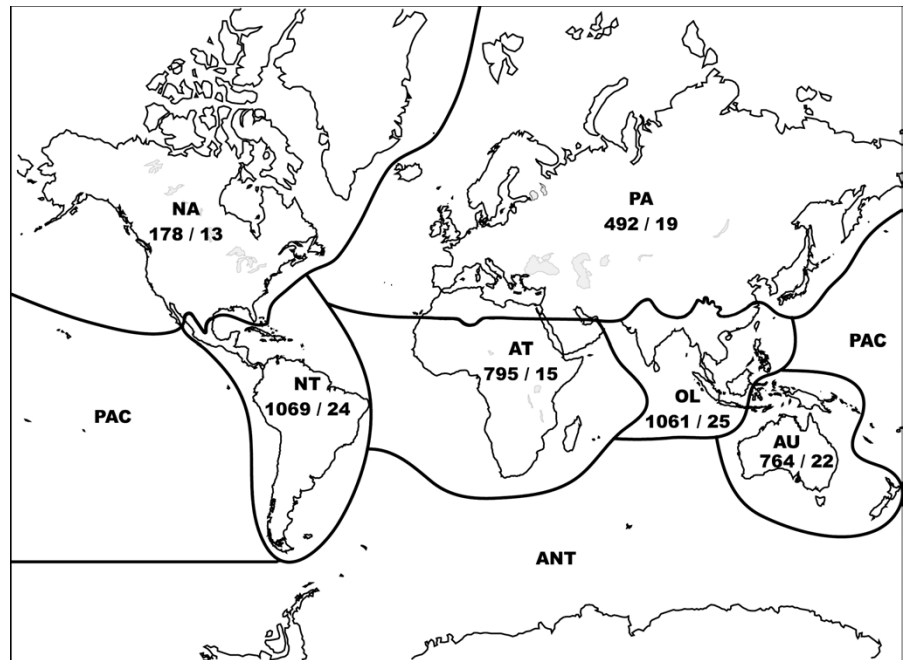 NA
178 / 13
PA
492 / 19
PAC
AT
795 / 15
NT
1069 / 24
OL
1061 / 25
PAC
AU
764 / 22
ANT